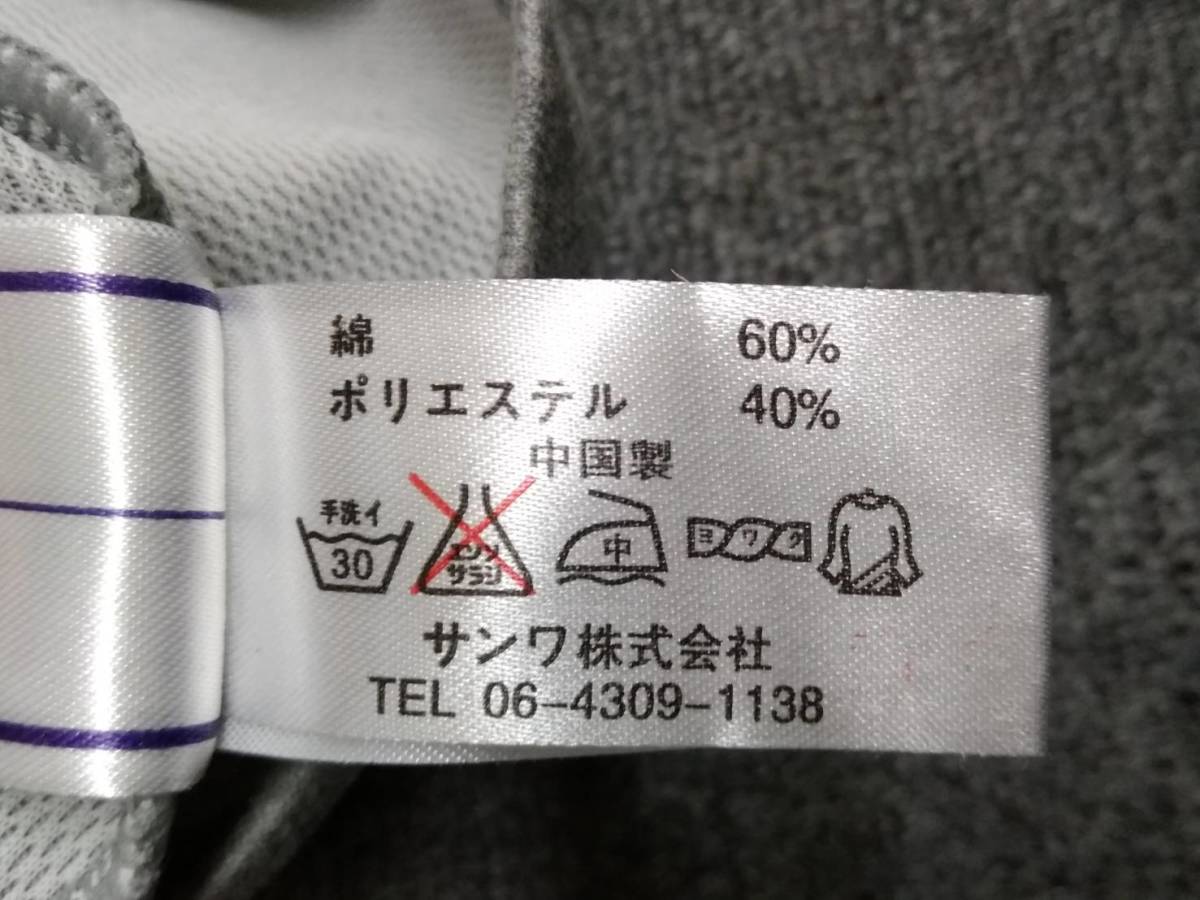 綿 60%
ポリエステル 40%
中国製
手洗イ
30
エンソ
サラシ
中
ヨワク
サンワ株式会社
TEL 06-4309-1138